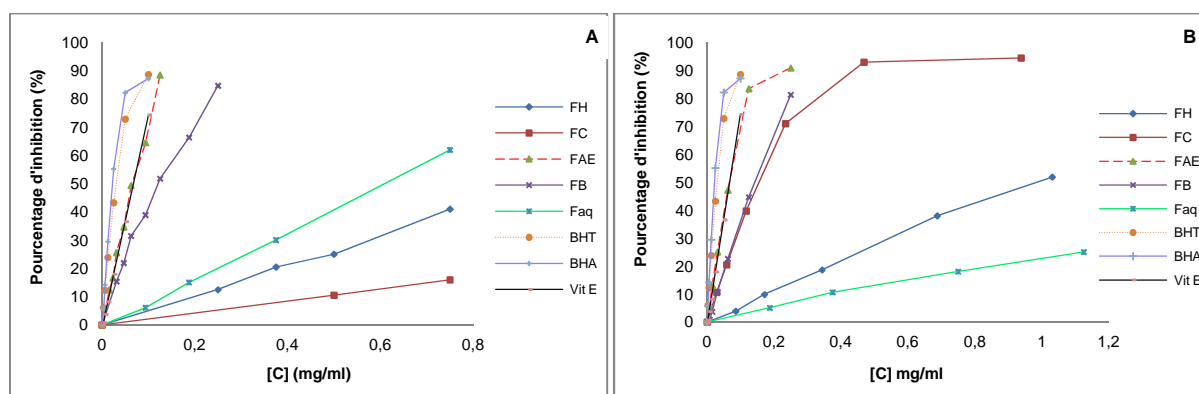 A
Pourcentage d'inhibition (%)
100
90
80
70
60
50
40
30
20
10
0
0
0,2
0,4
0,6
0,8
[C] (mg/ml)
FH
FC
FAE
FB
Faq
BHT
BHA
Vit E
B
Pourcentage d'inhibition (%)
100
90
80
70
60
50
40
30
20
10
0
0
0,2
0,4
0,6
0,8
1
1,2
[C] mg/ml
FH
FC
FAE
FB
Faq
BHT
BHA
Vit E